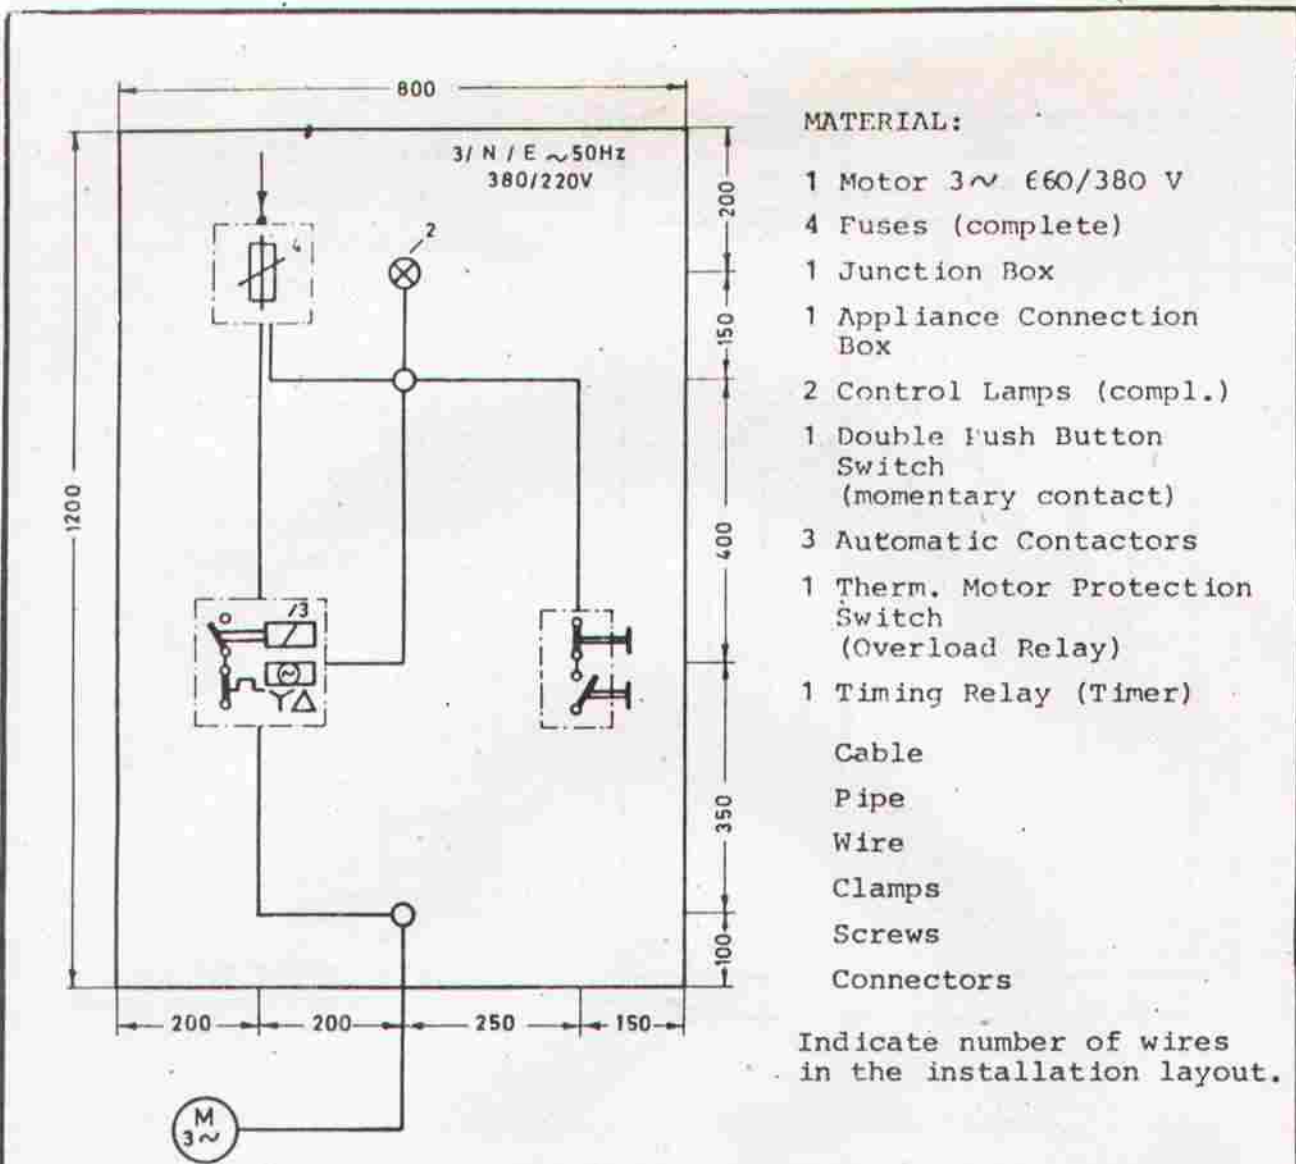 800
3/ N / E ~ 50Hz
380/220V
4
2
200
150
1200
400
/3
Y △
350
100
200 200 250 150
M
3~
MATERIAL:
1 Motor 3~ 660/380 V
4 Fuses (complete)
1 Junction Box
1 Appliance Connection
Box
2 Control Lamps (compl.)
1 Double Push Button
Switch
(momentary contact)
3 Automatic Contactors
1 Therm. Motor Protection
Switch
(Overload Relay)
1 Timing Relay (Timer)
Cable
Pipe
Wire
Clamps
Screws
Connectors
Indicate number of wires
in the installation layout.